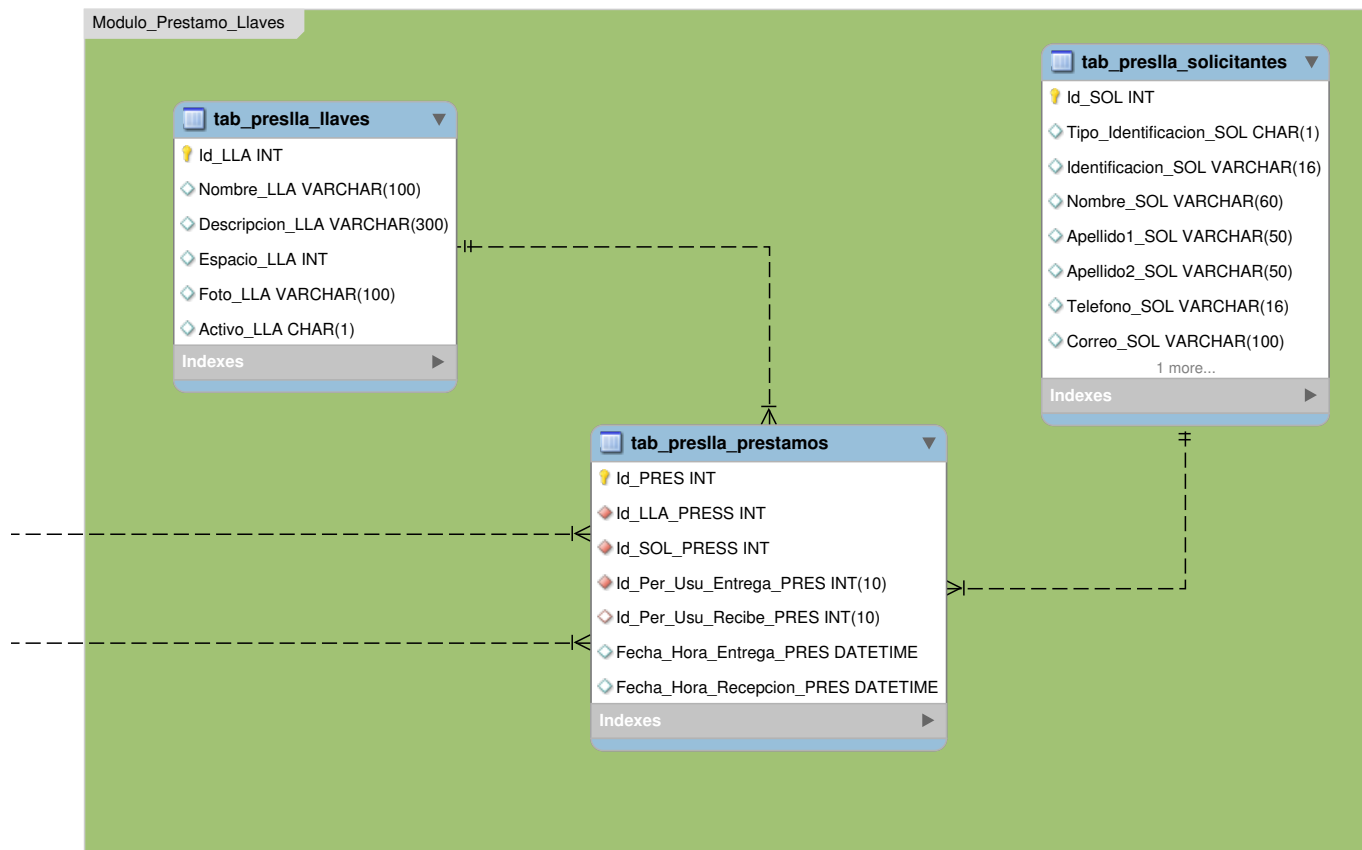 Modulo_Prestamo_Llaves
tab_preslla_llaves
Id_LLA INT
Nombre_LLA VARCHAR(100)
Descripcion_LLA VARCHAR(300)
Espacio_LLA INT
Foto_LLA VARCHAR(100)
Activo_LLA CHAR(1)
Indexes
tab_preslla_solicitantes
Id_SOL INT
Tipo_Identificacion_SOL CHAR(1)
Identificacion_SOL VARCHAR(16)
Nombre_SOL VARCHAR(60)
Apellido1_SOL VARCHAR(50)
Apellido2_SOL VARCHAR(50)
Telefono_SOL VARCHAR(16)
Correo_SOL VARCHAR(100)
1 more...
Indexes
tab_preslla_prestamos
Id_PRES INT
Id_LLA_PRESS INT
Id_SOL_PRESS INT
Id_Per_Usu_Entrega_PRES INT(10)
Id_Per_Usu_Recibe_PRES INT(10)
Fecha_Hora_Entrega_PRES DATETIME
Fecha_Hora_Recepcion_PRES DATETIME
Indexes